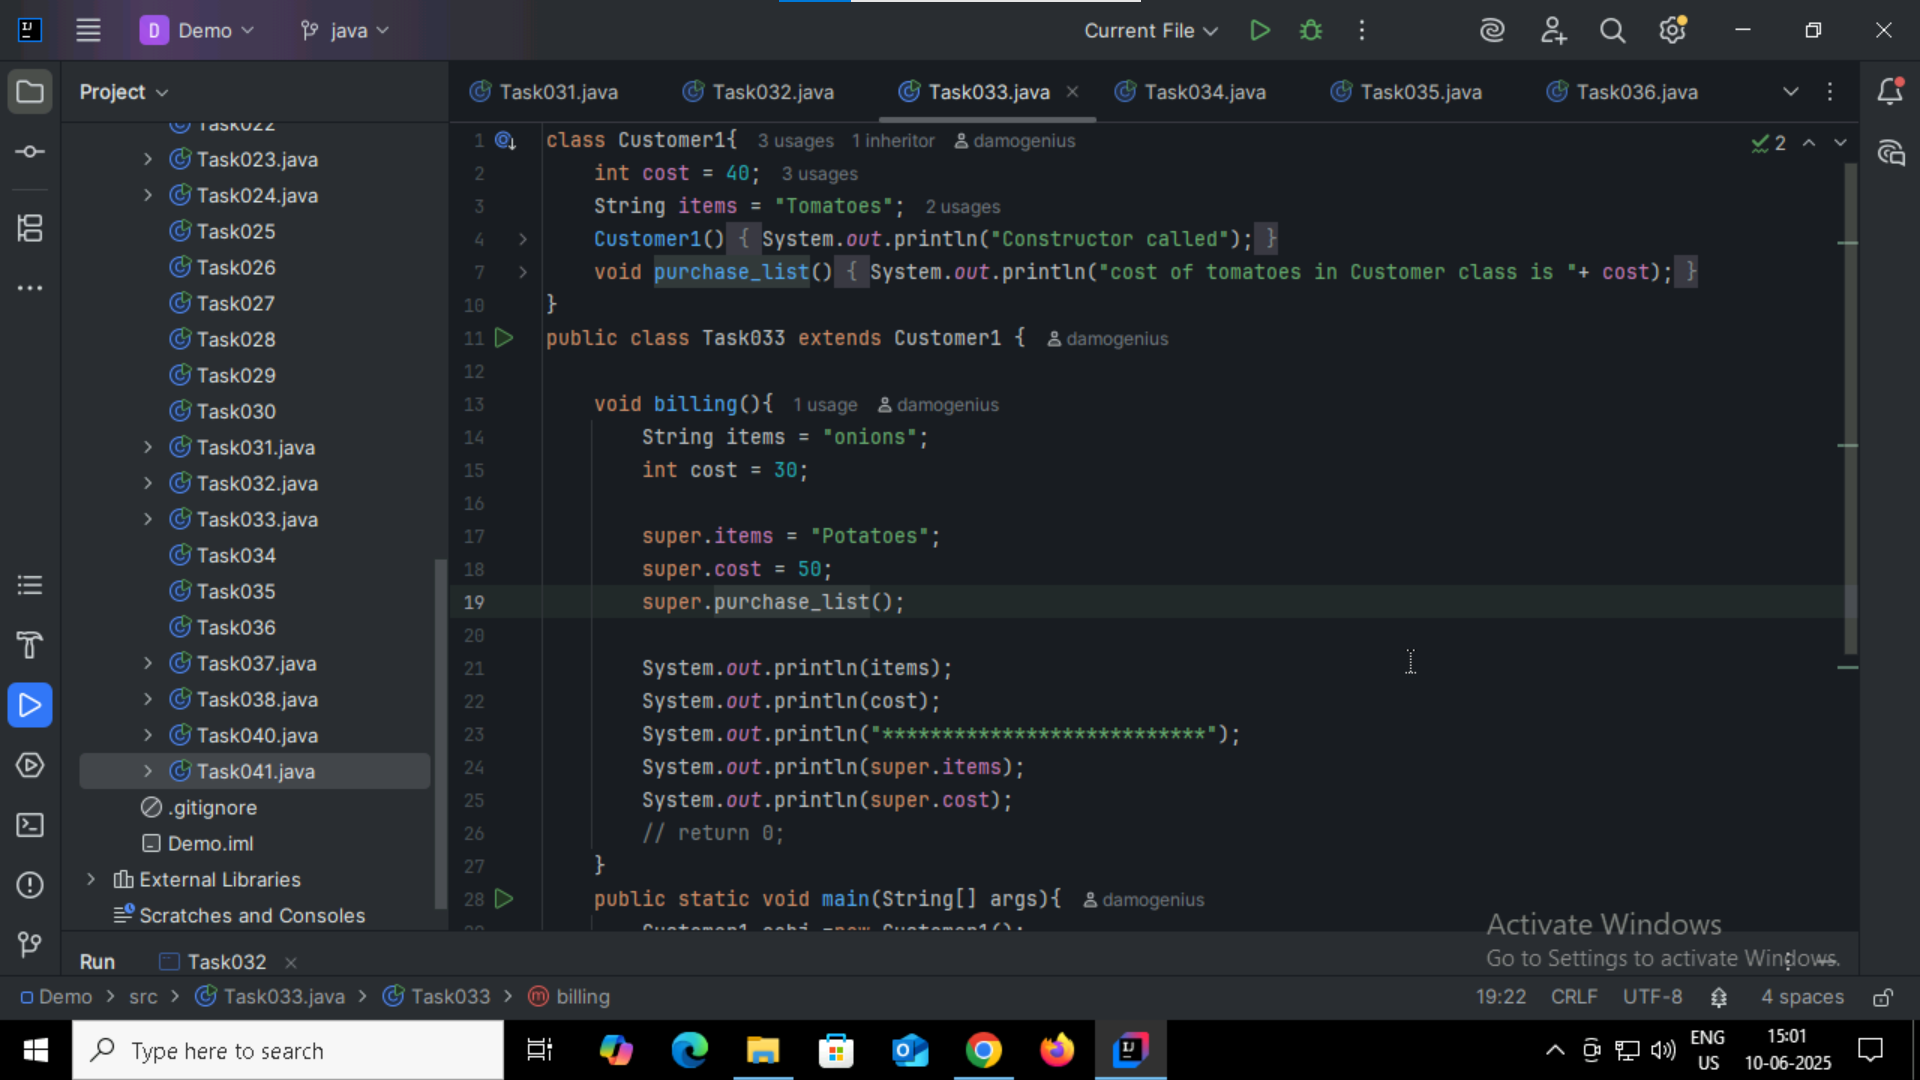 D Demo java Current File
Project
Task031.java Task032.java Task033.java Task034.java Task035.java Task036.java
Task022
Task023.java
Task024.java
Task025
Task026
Task027
Task028
Task029
Task030
Task031.java
Task032.java
Task033.java
Task034
Task035
Task036
Task037.java
Task038.java
Task040.java
Task041.java
.gitignore
Demo.iml
External Libraries
Scratches and Consoles
2
1 class Customer1{ 3 usages 1 inheritor damogenius
2 int cost = 40; 3 usages
3 String items = "Tomatoes"; 2 usages
4 Customer1() { System.out.println("Constructor called"); }
7 void purchase_list() { System.out.println("cost of tomatoes in Customer class is "+ cost); }
10 }
11 public class Task033 extends Customer1 { damogenius
12
13 void billing(){ 1 usage damogenius
14 String items = "onions";
15 int cost = 30;
16
17 super.items = "Potatoes";
18 super.cost = 50;
19 super.purchase_list();
20
21 System.out.println(items);
22 System.out.println(cost);
23 System.out.println("***************************");
24 System.out.println(super.items);
25 System.out.println(super.cost);
26 // return 0;
27 }
28 public static void main(String[] args){ damogenius
Activate Windows
Go to Settings to activate Windows.
Run Task032
Demo > src > Task033.java > Task033 > billing 19:22 CRLF UTF-8 4 spaces
Type here to search
ENG
US
15:01
10-06-2025